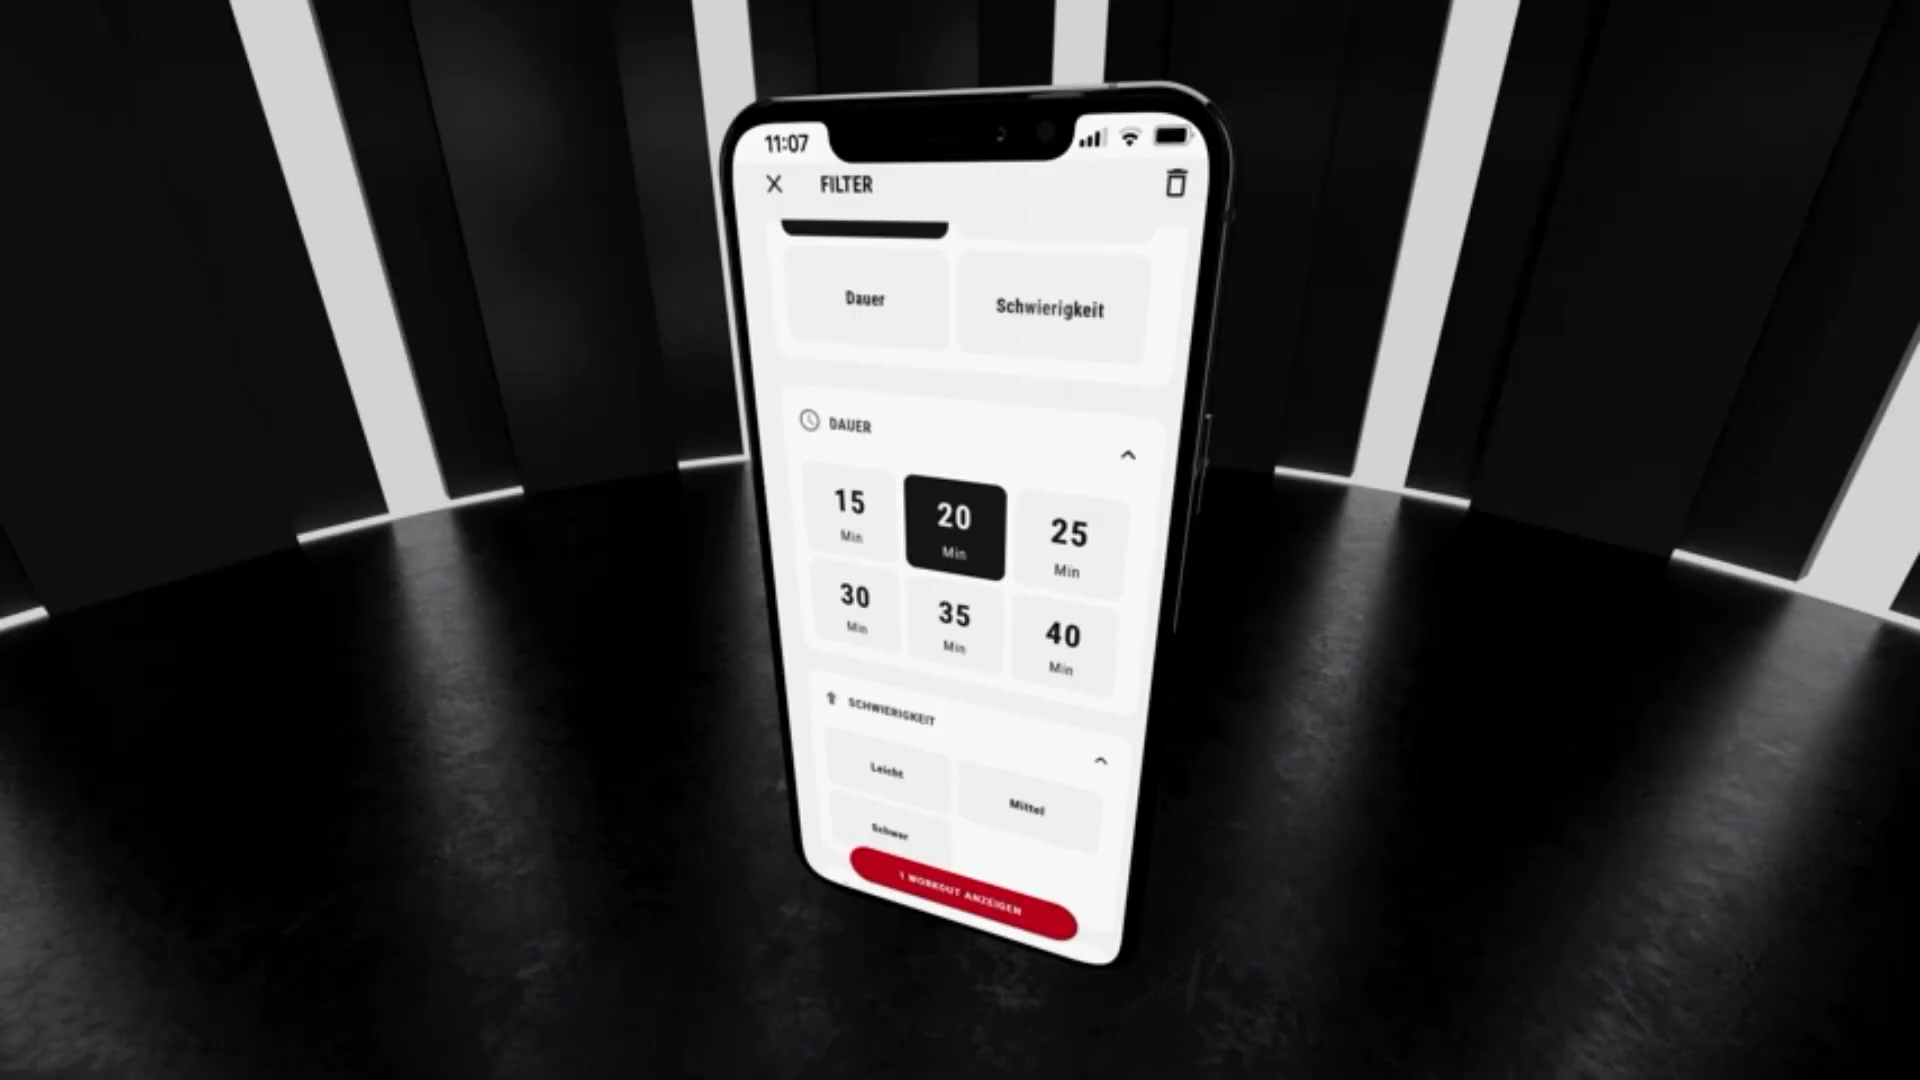 11:07
FILTER
Dauer
Schwierigkeit
DAUER
15
Min
20
Min
25
Min
30
Min
35
Min
40
Min
SCHWIERIGKEIT
Leicht
Mittel
Schwer
1 WORKOUT ANZEIGEN